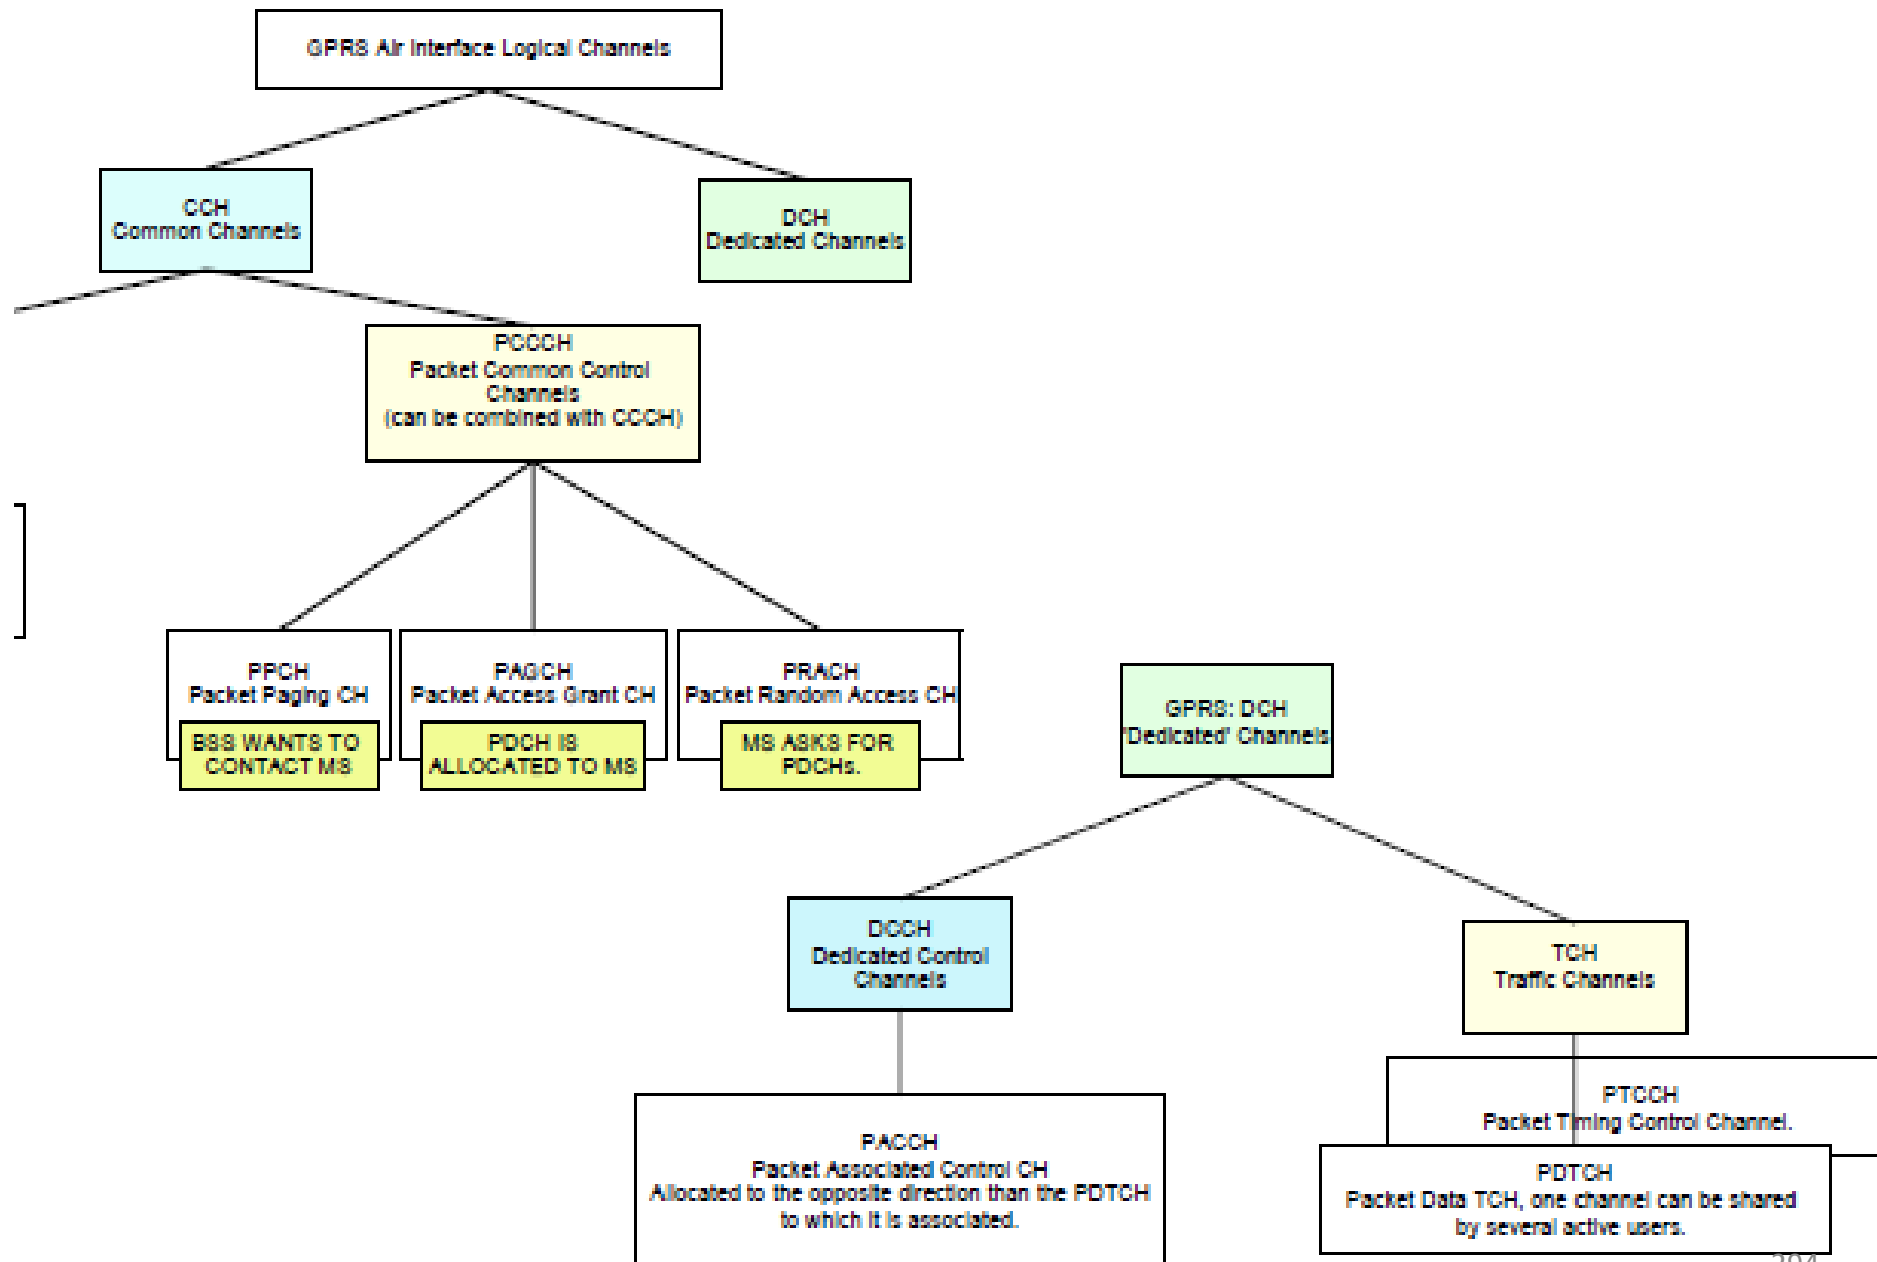 GPRS Air Interface Logical Channels
CCH
Common Channels
DCH
Dedicated Channels
PCCCH
Packet Common Control
Channels
(can be combined with CCCH)
PPCH
Packet Paging CH
BSS WANTS TO
CONTACT MS
PAGCH
Packet Access Grant CH
PDCH IS
ALLOCATED TO MS
PRACH
Packet Random Access CH
MS ASKS FOR
PDCHs.
GPRS: DCH
'Dedicated' Channels
DCCH
Dedicated Control
Channels
TCH
Traffic Channels
PACCH
Packet Associated Control CH
Allocated to the opposite direction than the PDTCH
to which it is associated.
PTCCH
Packet Timing Control Channel.
PDTCH
Packet Data TCH, one channel can be shared
by several active users.